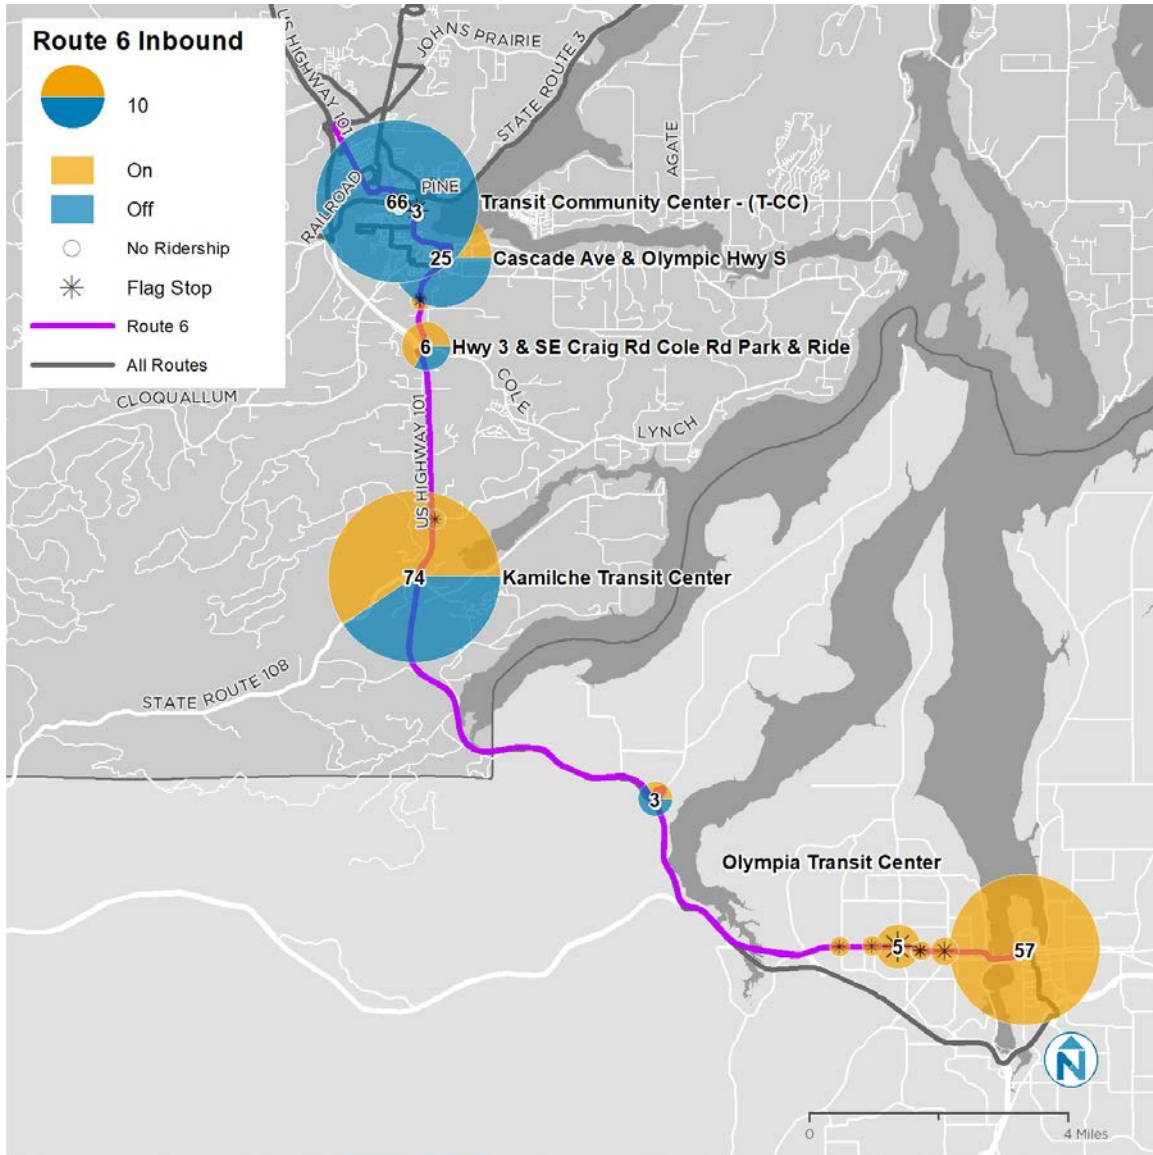 Route 6 Inbound
10
On
Off
No Ridership
Flag Stop
Route 6
All Routes
US HIGHWAY 101
JOHNS PRAIRIE
STATE ROUTE 3
AGATE
RAILROAD
PINE
66
3
Transit Community Center - (T-CC)
25
Cascade Ave & Olympic Hwy S
6
Hwy 3 & SE Craig Rd Cole Rd Park & Ride
COLE
CLOQUALLUM
LYNCH
US HIGHWAY 101
74
Kamilche Transit Center
STATE ROUTE 108
3
Olympia Transit Center
5
57
N
0
4 Miles